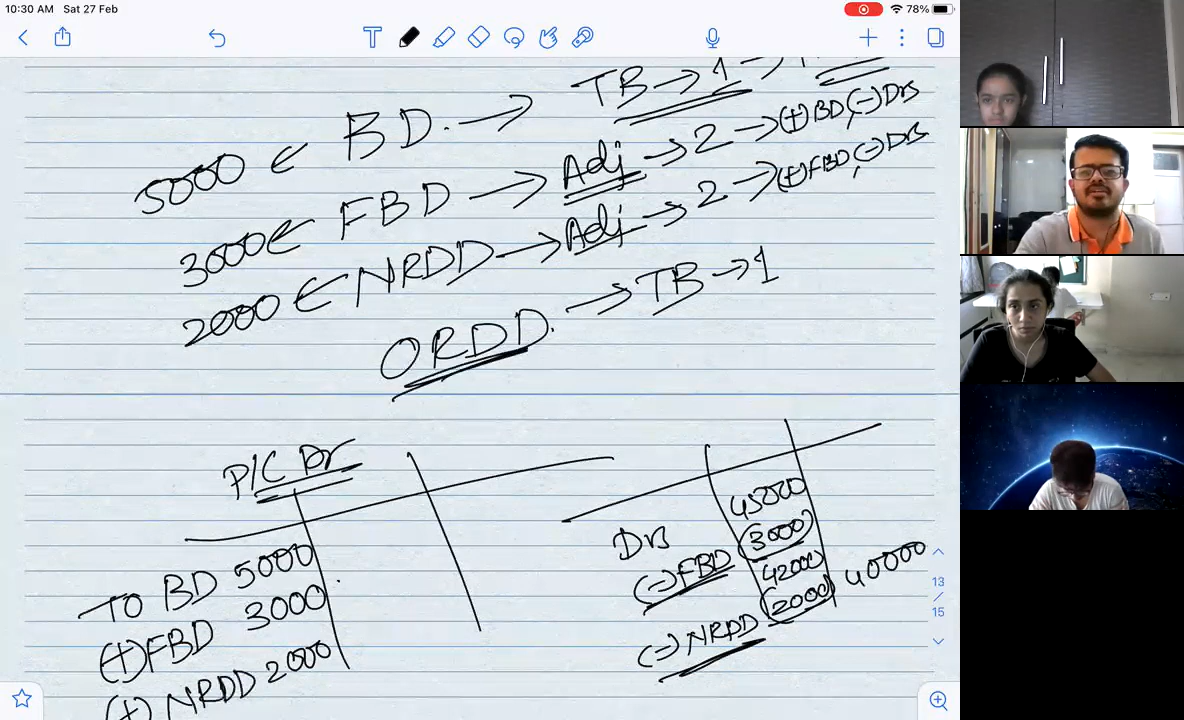 10:30 AM Sat 27 Feb
78%
T
5000 ← BD. → TB → 1 →
3000 ← FBD → Adj → 2 → (+) BD, (-) Drs
2000 ← NRDD → Adj → 2 → (+) FBD, (-) Drs
ORDD. → TB → 1
P/C Dr
To BD 5000
(+) FBD 3000
(+) NRDD 2000
45000
Drs (3000)
(-) FBD 42000
(-) NRDD (2000) 40000
13
/
15